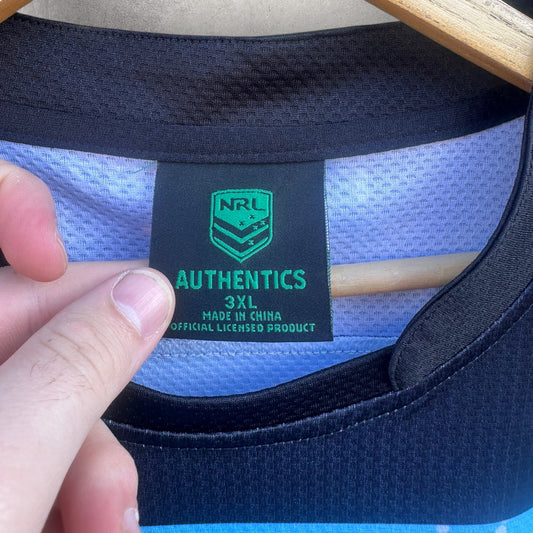 NRL
AUTHENTICS
3XL
MADE IN CHINA
OFFICIAL LICENSED PRODUCT